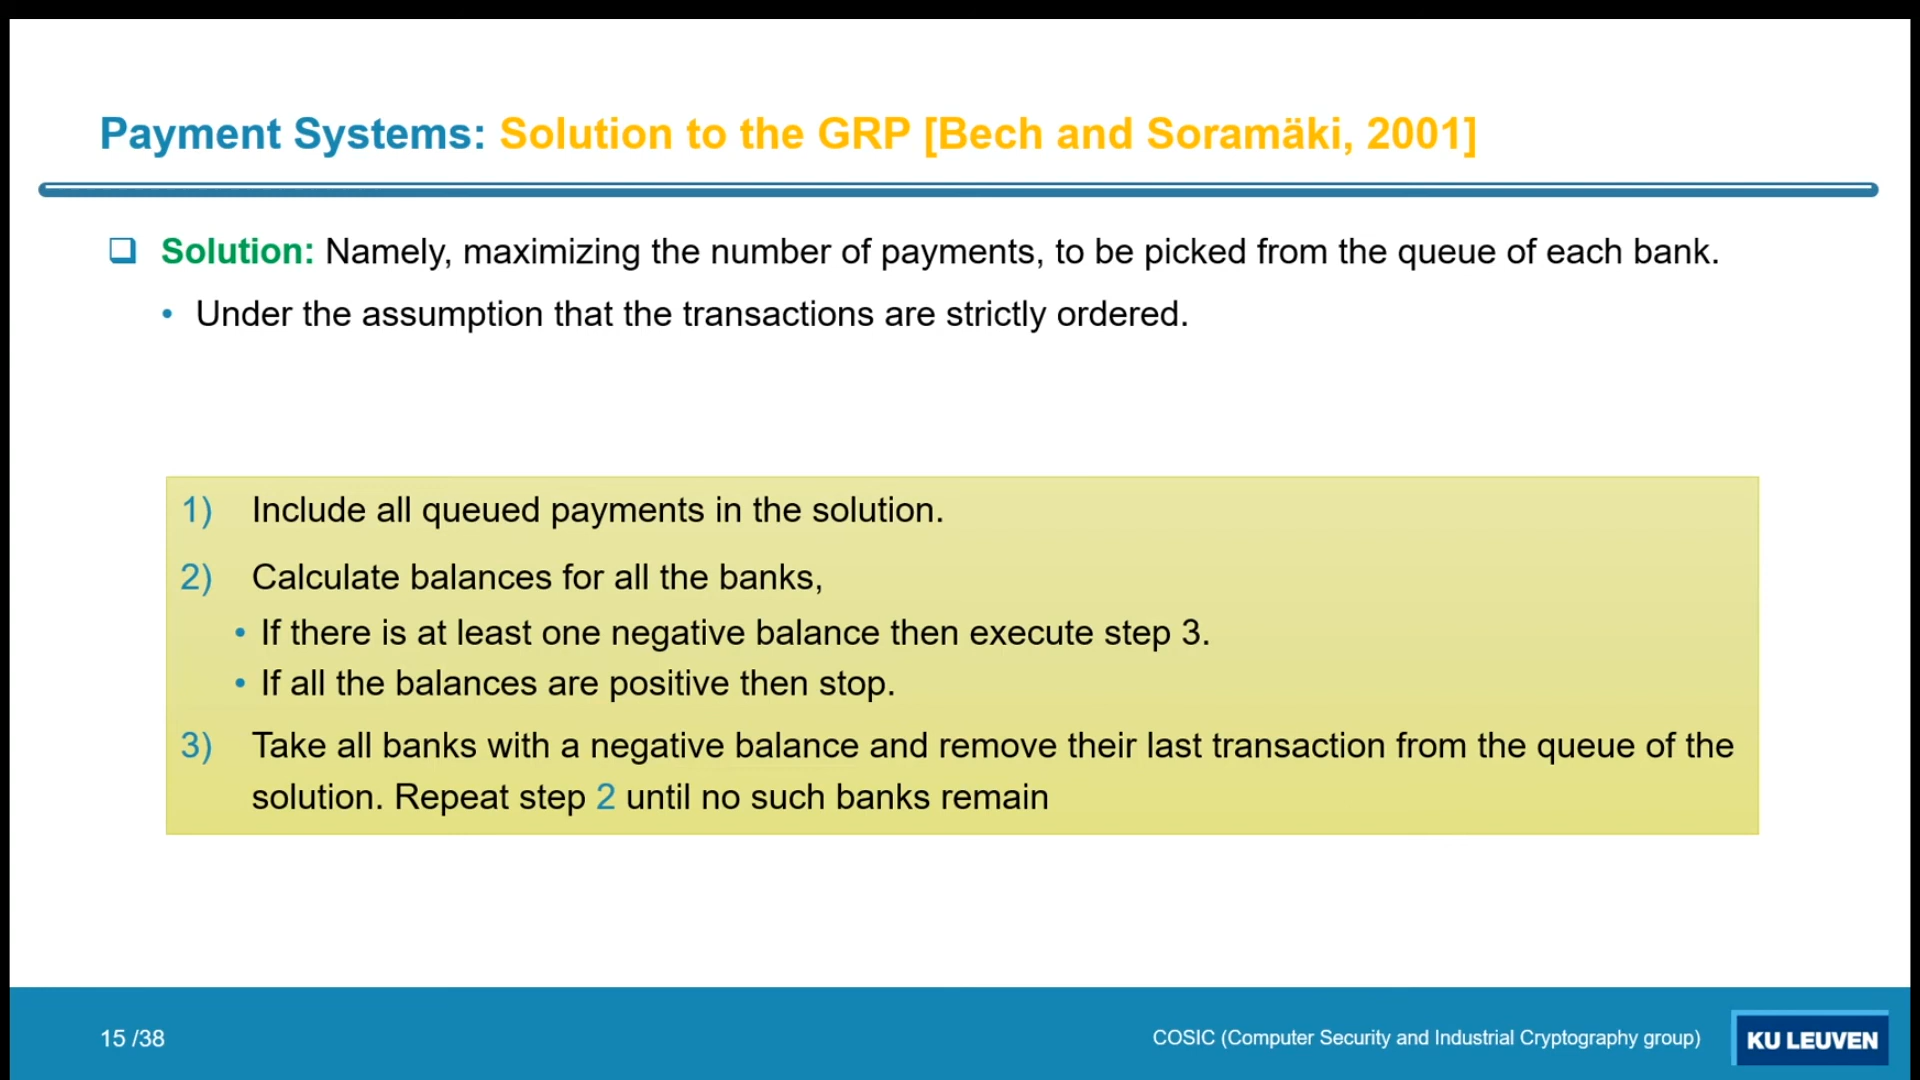 Payment Systems: Solution to the GRP [Bech and Soramäki, 2001]
Solution: Namely, maximizing the number of payments, to be picked from the queue of each bank.
• Under the assumption that the transactions are strictly ordered.
1) Include all queued payments in the solution.
2) Calculate balances for all the banks,
• If there is at least one negative balance then execute step 3.
• If all the balances are positive then stop.
3) Take all banks with a negative balance and remove their last transaction from the queue of the
solution. Repeat step 2 until no such banks remain
15 /38
COSIC (Computer Security and Industrial Cryptography group)
KU LEUVEN